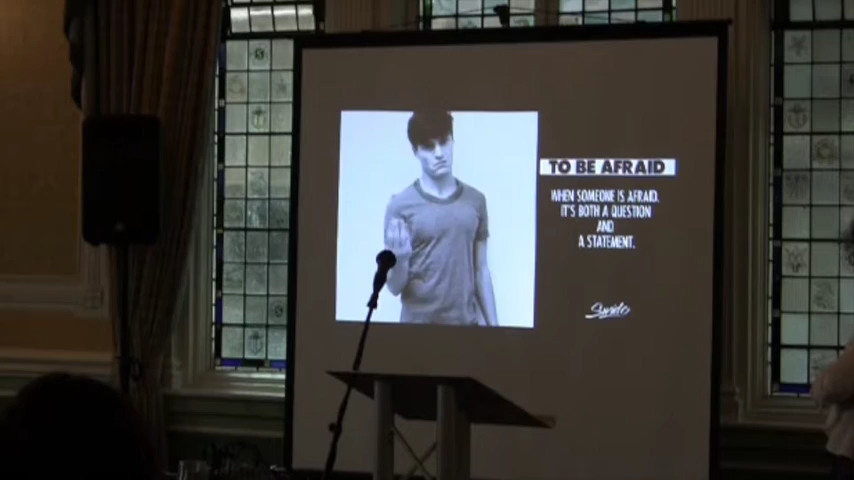 TO BE AFRAID
WHEN SOMEONE IS AFRAID,
IT'S BOTH A QUESTION
AND
A STATEMENT.